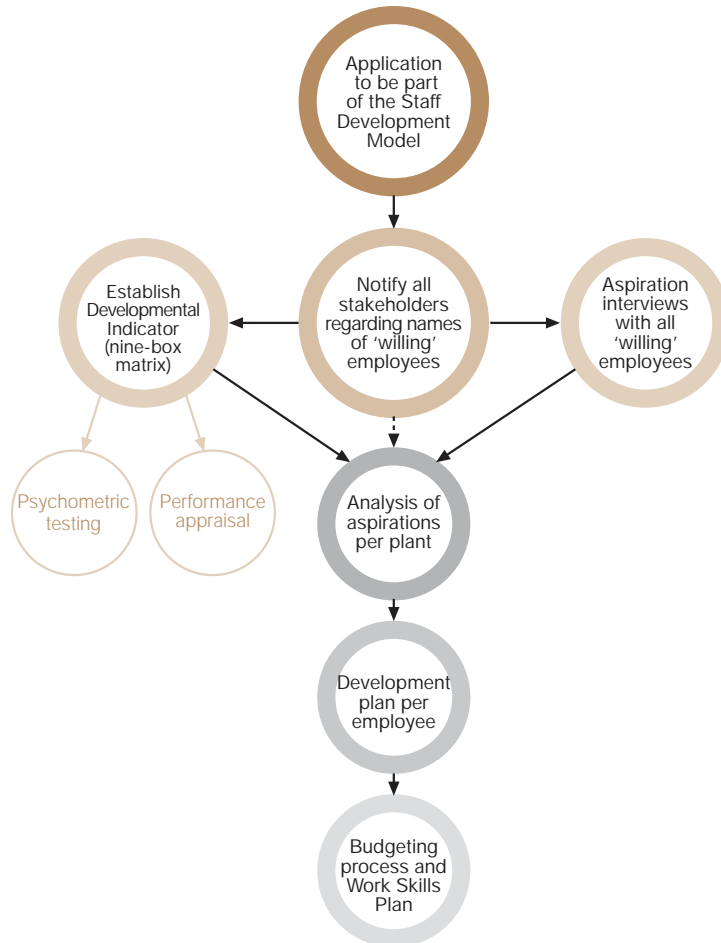 Application
to be part
of the Staff
Development
Model
Establish
Developmental
Indicator
(nine-box
matrix)
Notify all
stakeholders
regarding names
of ‘willing’
employees
Aspiration
interviews
with all
‘willing’
employees
Psychometric
testing
Performance
appraisal
Analysis of
aspirations
per plant
Development
plan per
employee
Budgeting
process and
Work Skills
Plan